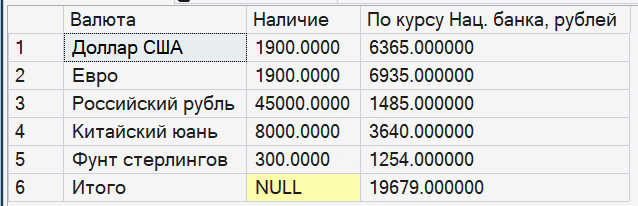 Валюта Наличие По курсу Нац. банка, рублей
1 Доллар США 1900.0000 6365.000000
2 Евро 1900.0000 6935.000000
3 Российский рубль 45000.0000 1485.000000
4 Китайский юань 8000.0000 3640.000000
5 Фунт стерлингов 300.0000 1254.000000
6 Итого NULL 19679.000000